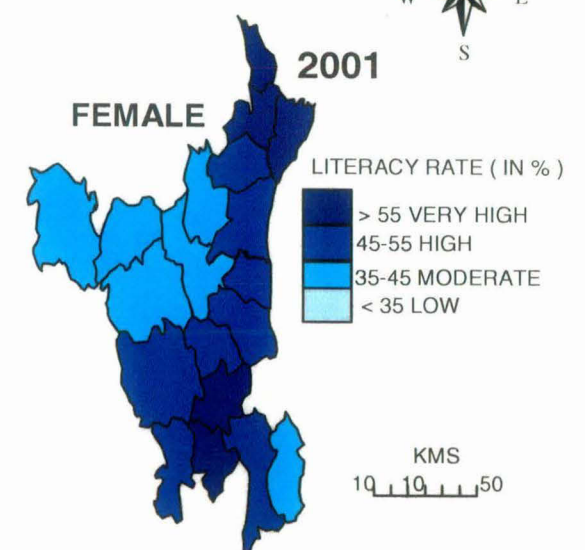 W E
S
2001
FEMALE
LITERACY RATE ( IN % )
> 55 VERY HIGH
45-55 HIGH
35-45 MODERATE
< 35 LOW
KMS
10 10 50